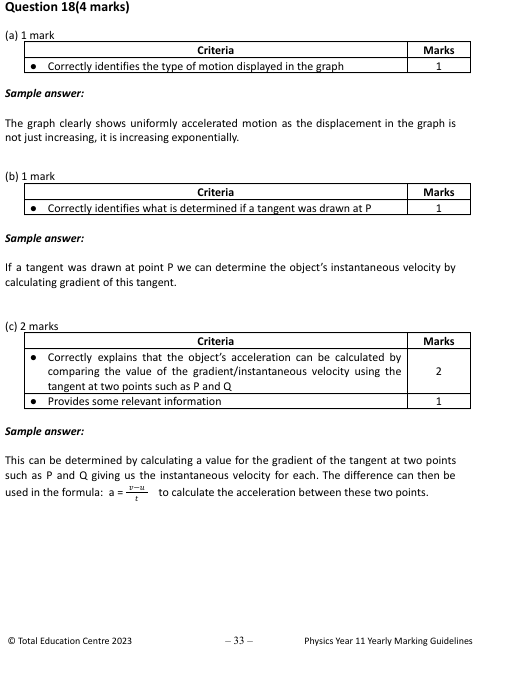 Question 18(4 marks)
(a) 1 mark
Criteria Marks
● Correctly identifies the type of motion displayed in the graph 1
Sample answer:
The graph clearly shows uniformly accelerated motion as the displacement in the graph is
not just increasing, it is increasing exponentially.
(b) 1 mark
Criteria Marks
● Correctly identifies what is determined if a tangent was drawn at P 1
Sample answer:
If a tangent was drawn at point P we can determine the object's instantaneous velocity by
calculating gradient of this tangent.
(c) 2 marks
Criteria Marks
● Correctly explains that the object's acceleration can be calculated by
comparing the value of the gradient/instantaneous velocity using the 2
tangent at two points such as P and Q
● Provides some relevant information 1
Sample answer:
This can be determined by calculating a value for the gradient of the tangent at two points
such as P and Q giving us the instantaneous velocity for each. The difference can then be
used in the formula: a = (v−u)/t to calculate the acceleration between these two points.
© Total Education Centre 2023 – 33 – Physics Year 11 Yearly Marking Guidelines